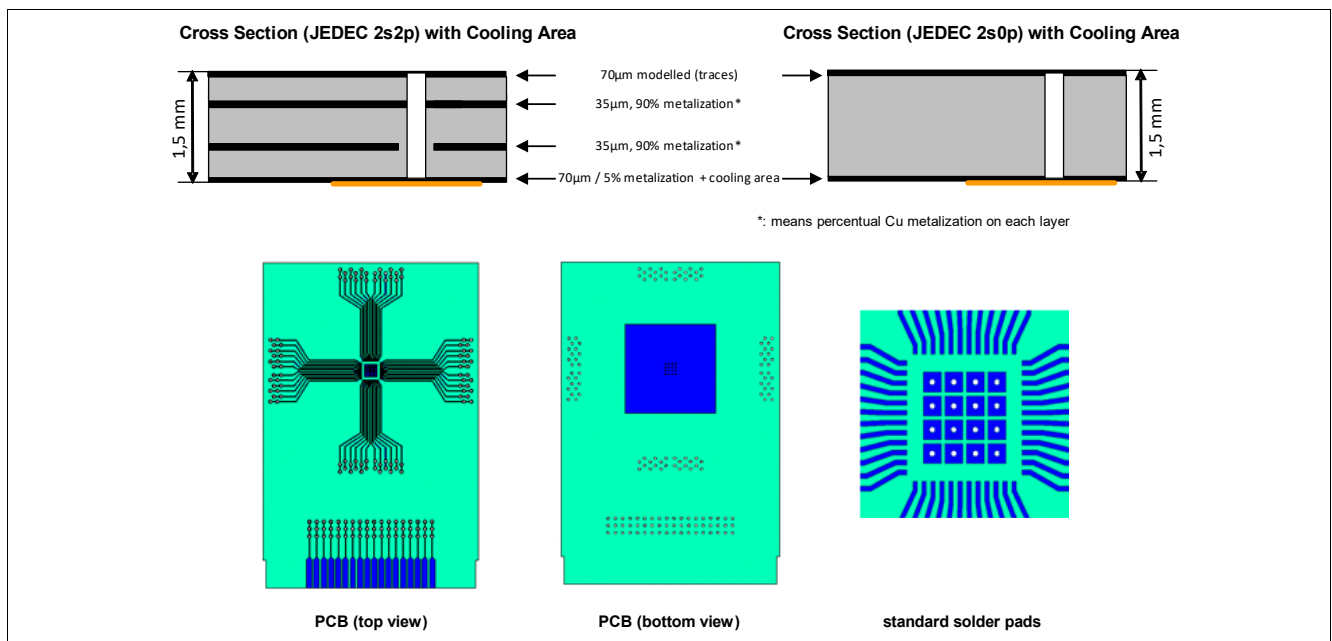 Cross Section (JEDEC 2s2p) with Cooling Area
Cross Section (JEDEC 2s0p) with Cooling Area
1,5 mm
70µm modelled (traces)
35µm, 90% metalization*
35µm, 90% metalization*
70µm / 5% metalization + cooling area
1,5 mm
*: means percentual Cu metalization on each layer
PCB (top view)
PCB (bottom view)
standard solder pads